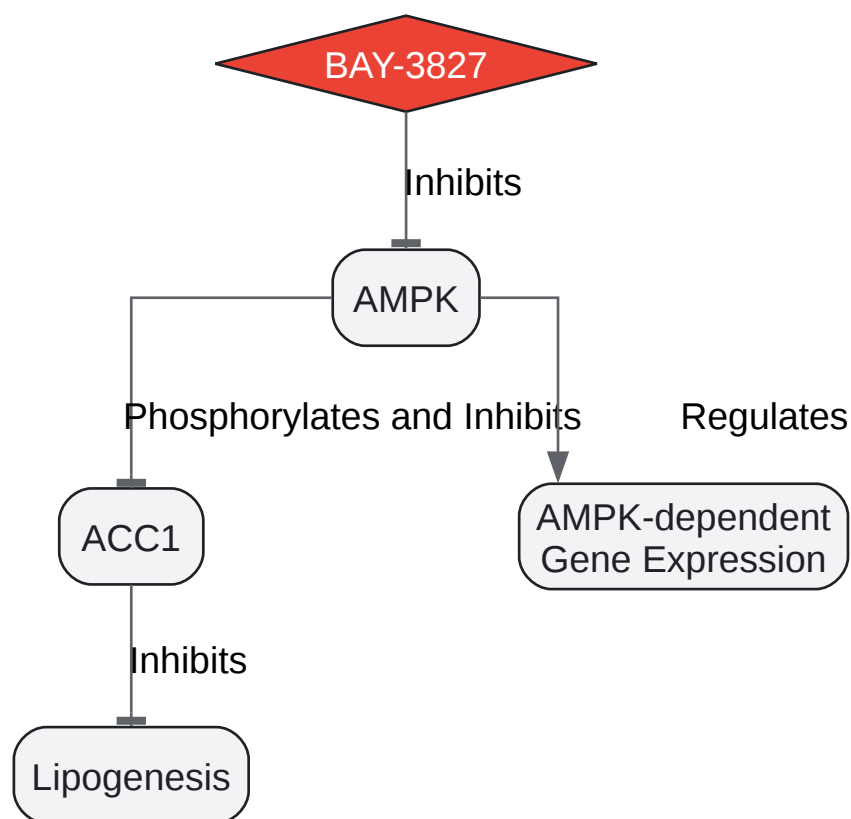 BAY-3827
Inhibits
AMPK
Phosphorylates and Inhibits
Regulates
ACC1
AMPK-dependent
Gene Expression
Inhibits
Lipogenesis